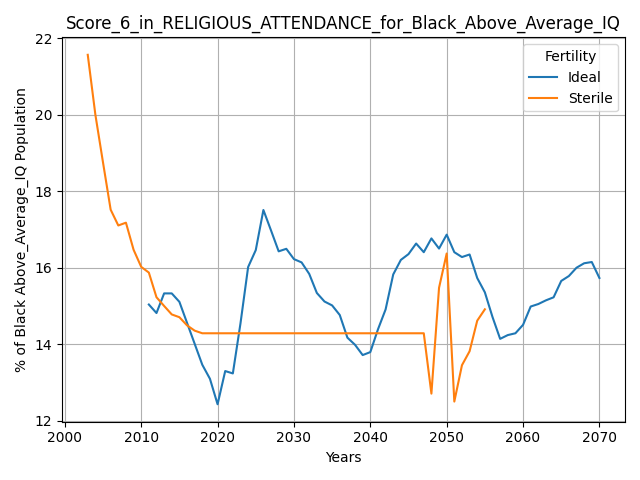 Score_6_in_RELIGIOUS_ATTENDANCE_for_Black_Above_Average_IQ
Fertility
Ideal
Sterile
% of Black Above_Average_IQ Population
22
20
18
16
14
12
2000 2010 2020 2030 2040 2050 2060 2070
Years